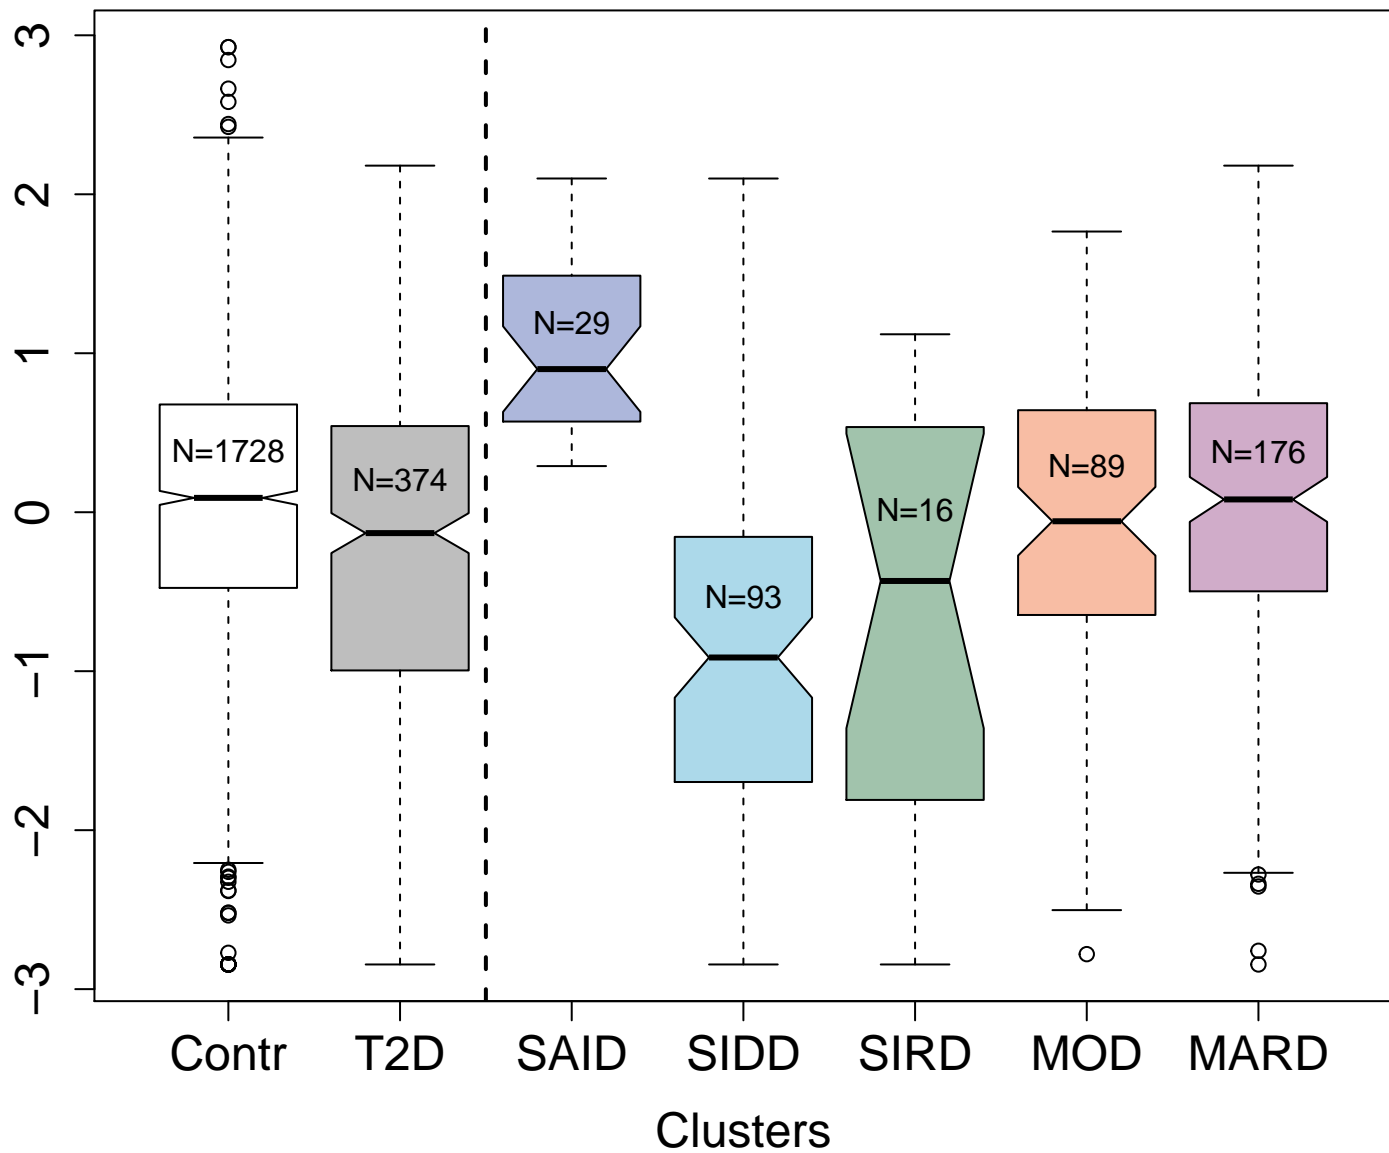 3
2
1
0
−1
−2
−3
N=1728
N=374
N=29
N=93
N=16
N=89
N=176
Contr T2D SAID SIDD SIRD MOD MARD
Clusters